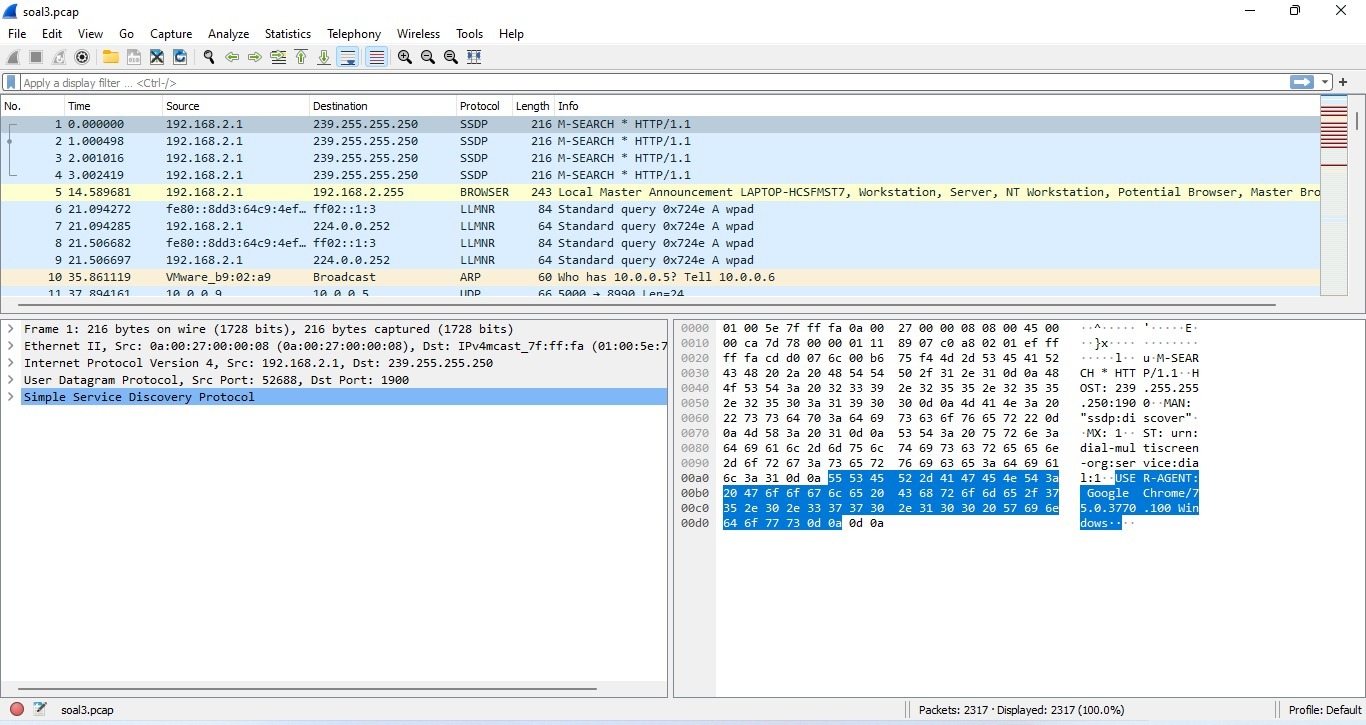 soal3.pcap
File Edit View Go Capture Analyze Statistics Telephony Wireless Tools Help
Apply a display filter ... <Ctrl-/>
No. Time Source Destination Protocol Length Info
1 0.000000 192.168.2.1 239.255.255.250 SSDP 216 M-SEARCH * HTTP/1.1
2 1.000498 192.168.2.1 239.255.255.250 SSDP 216 M-SEARCH * HTTP/1.1
3 2.001016 192.168.2.1 239.255.255.250 SSDP 216 M-SEARCH * HTTP/1.1
4 3.002419 192.168.2.1 239.255.255.250 SSDP 216 M-SEARCH * HTTP/1.1
5 14.589681 192.168.2.1 192.168.2.255 BROWSER 243 Local Master Announcement LAPTOP-HCSFMST7, Workstation, Server, NT Workstation, Potential Browser, Master Bro
6 21.094272 fe80::8dd3:64c9:4ef… ff02::1:3 LLMNR 84 Standard query 0x724e A wpad
7 21.094285 192.168.2.1 224.0.0.252 LLMNR 64 Standard query 0x724e A wpad
8 21.506682 fe80::8dd3:64c9:4ef… ff02::1:3 LLMNR 84 Standard query 0x724e A wpad
9 21.506697 192.168.2.1 224.0.0.252 LLMNR 64 Standard query 0x724e A wpad
10 35.861119 VMware_b9:02:a9 Broadcast ARP 60 Who has 10.0.0.5? Tell 10.0.0.6
11 37.894161 10.0.0.9 10.0.0.5 UDP 66 5000 → 8990 Len=24
Frame 1: 216 bytes on wire (1728 bits), 216 bytes captured (1728 bits)
Ethernet II, Src: 0a:00:27:00:00:08 (0a:00:27:00:00:08), Dst: IPv4mcast_7f:ff:fa (01:00:5e:7
Internet Protocol Version 4, Src: 192.168.2.1, Dst: 239.255.255.250
User Datagram Protocol, Src Port: 52688, Dst Port: 1900
Simple Service Discovery Protocol
0000 01 00 5e 7f ff fa 0a 00 27 00 00 08 08 00 45 00 ··^····· '·····E·
0010 00 ca 7d 78 00 00 01 11 89 07 c0 a8 02 01 ef ff ··}x···· ········
0020 ff fa cd d0 07 6c 00 b6 75 f4 4d 2d 53 45 41 52 ·····l·· u·M-SEAR
0030 43 48 20 2a 20 48 54 54 50 2f 31 2e 31 0d 0a 48 CH * HTT P/1.1··H
0040 4f 53 54 3a 20 32 33 39 2e 32 35 35 2e 32 35 35 OST: 239 .255.255
0050 2e 32 35 30 3a 31 39 30 30 0d 0a 4d 41 4e 3a 20 .250:190 0··MAN:
0060 22 73 73 64 70 3a 64 69 73 63 6f 76 65 72 22 0d "ssdp:di scover"·
0070 0a 4d 58 3a 20 31 0d 0a 53 54 3a 20 75 72 6e 3a ·MX: 1·· ST: urn:
0080 64 69 61 6c 2d 6d 75 6c 74 69 73 63 72 65 65 6e dial-mul tiscreen
0090 2d 6f 72 67 3a 73 65 72 76 69 63 65 3a 64 69 61 -org:ser vice:dia
00a0 6c 3a 31 0d 0a 55 53 45 52 2d 41 47 45 4e 54 3a l:1··USE R-AGENT:
00b0 20 47 6f 6f 67 6c 65 20 43 68 72 6f 6d 65 2f 37 Google Chrome/7
00c0 35 2e 30 2e 33 37 37 30 2e 31 30 30 20 57 69 6e 5.0.3770 .100 Win
00d0 64 6f 77 73 0d 0a 0d 0a dows····
soal3.pcap Packets: 2317 · Displayed: 2317 (100.0%) Profile: Default